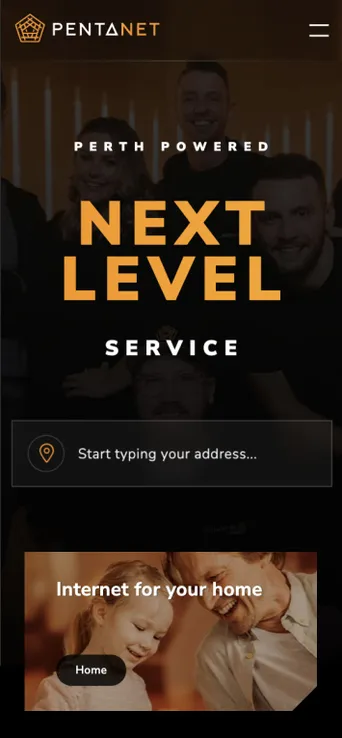 PENTANET
PERTH POWERED
NEXT
LEVEL
SERVICE
Start typing your address...
Internet for your home
Home